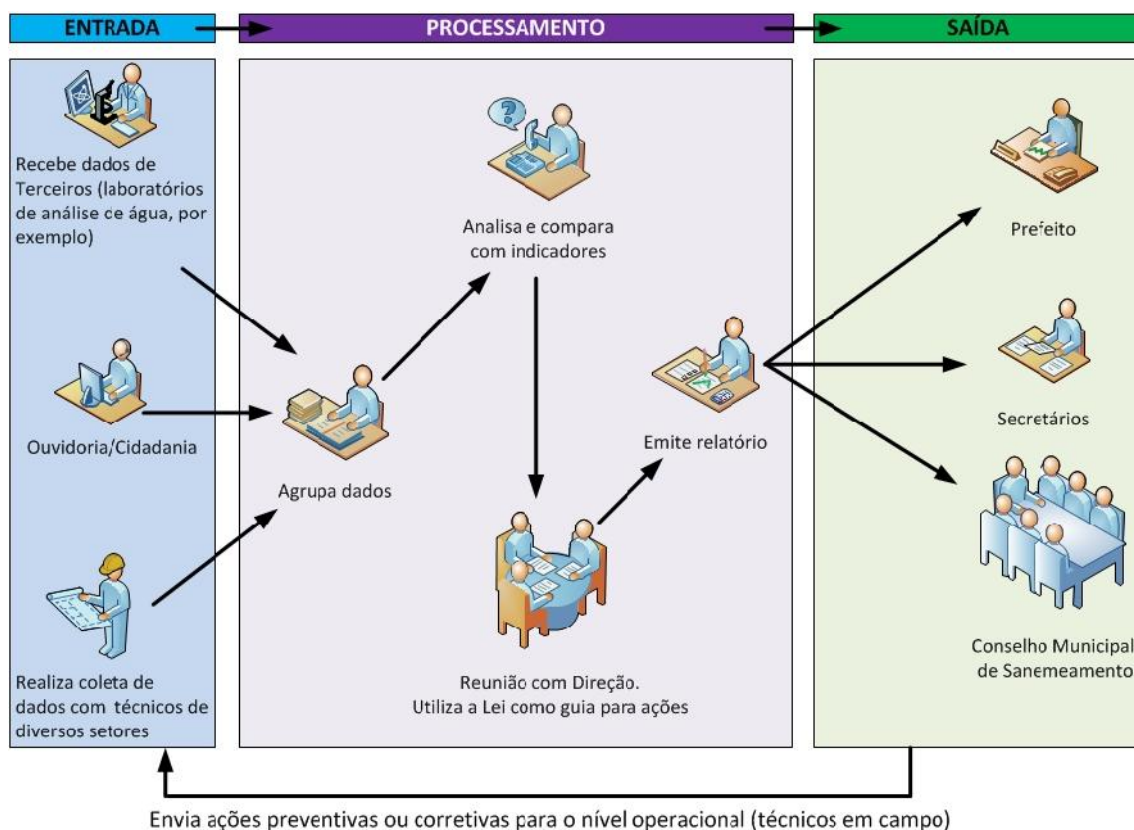 ENTRADA
PROCESSAMENTO
SAÍDA
Recebe dados de
Terceiros (laboratórios
de análise de água, por
exemplo)
Ouvidoria/Cidadania
Realiza coleta de
dados com técnicos de
diversos setores
Agrupa dados
Analisa e compara
com indicadores
Reunião com Direção.
Utiliza a Lei como guia para ações
Emite relatório
Prefeito
Secretários
Conselho Municipal
de Sanemeamento
Envia ações preventivas ou corretivas para o nível operacional (técnicos em campo)